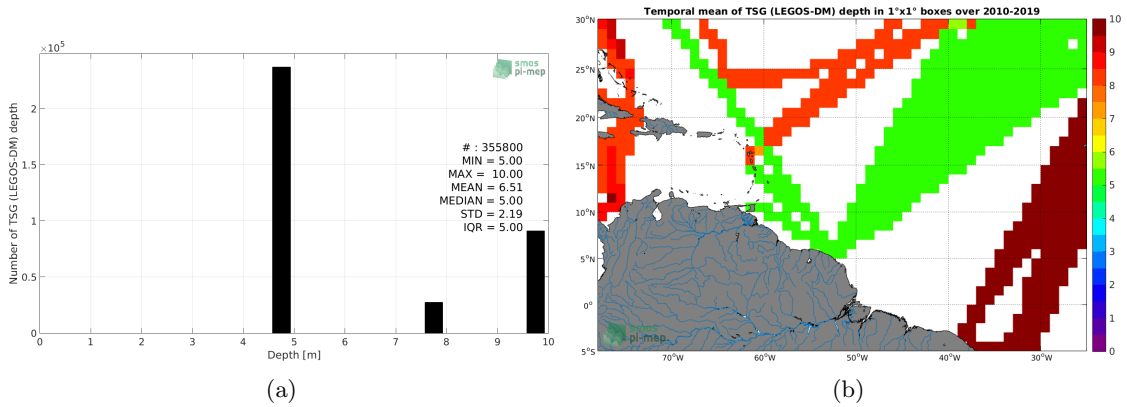 ×10⁵
2
1.5
1
0.5
0
Number of TSG (LEGOS-DM) depth
0 1 2 3 4 5 6 7 8 9 10
Depth [m]
smos
pi-mep
# : 355800
MIN = 5.00
MAX = 10.00
MEAN = 6.51
MEDIAN = 5.00
STD = 2.19
IQR = 5.00
(a)
Temporal mean of TSG (LEGOS-DM) depth in 1°x1° boxes over 2010-2019
30°N
25°N
20°N
15°N
10°N
5°N
0°
5°S
70°W 60°W 50°W 40°W 30°W
smos
pi-mep
10
9
8
7
6
5
4
3
2
1
0
(b)